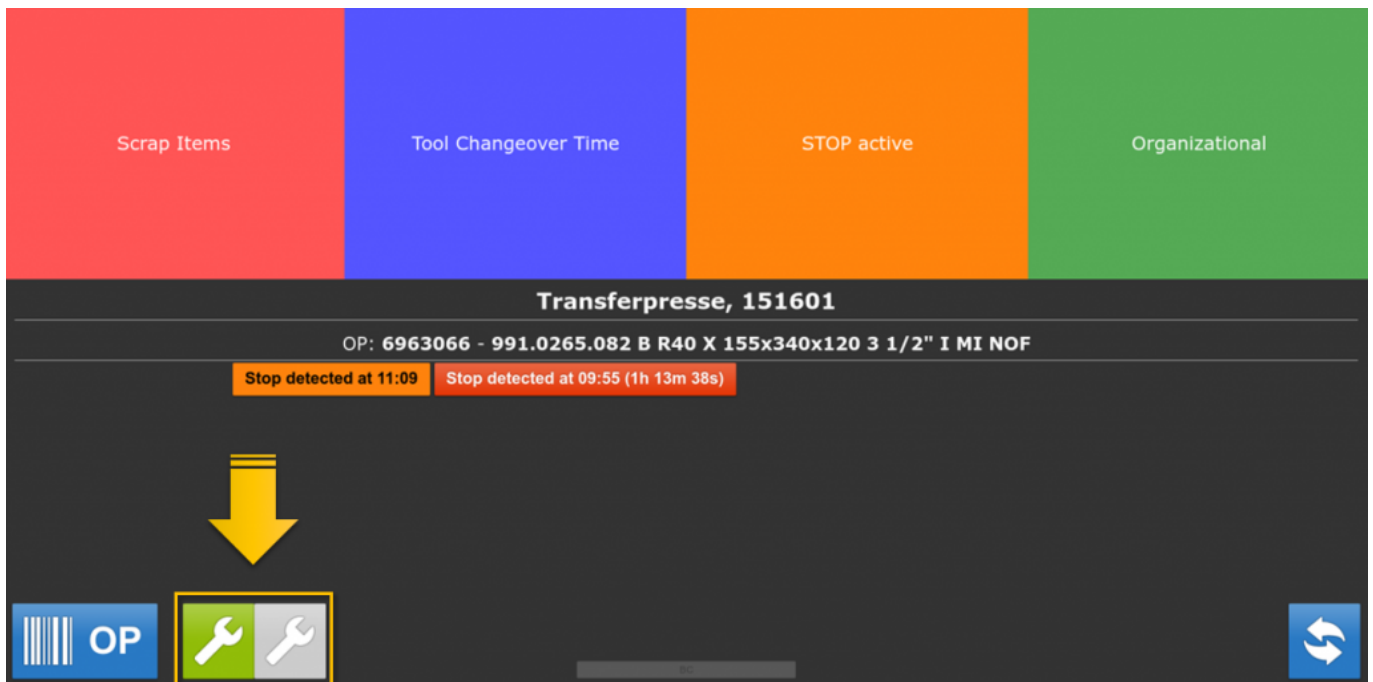 Scrap Items
Tool Changeover Time
STOP active
Organizational
Transferpresse, 151601
OP: 6963066 - 991.0265.082 B R40 X 155x340x120 3 1/2" I MI NOF
Stop detected at 11:09
Stop detected at 09:55 (1h 13m 38s)
OP